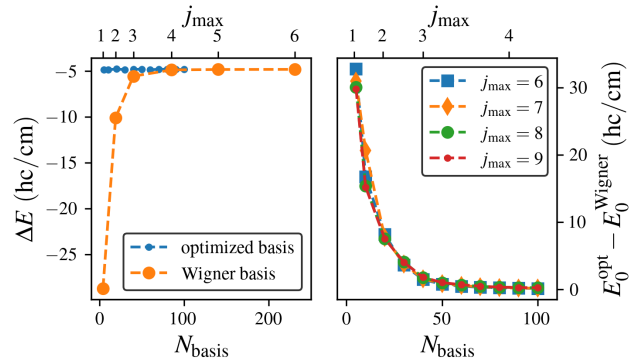 j_max
1 2 3 4 5 6
−5
−10
−15
−20
−25
ΔE (hc/cm)
optimized basis
Wigner basis
0 100 200
N_basis
j_max
1 2 3 4
j_max = 6
j_max = 7
j_max = 8
j_max = 9
30
20
10
0
E_0^opt − E_0^Wigner (hc/cm)
0 50 100
N_basis